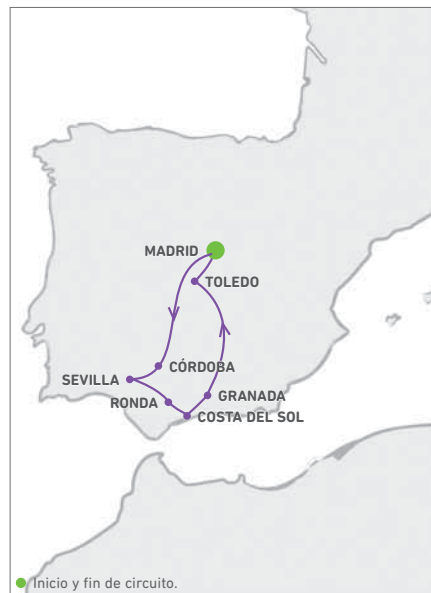 MADRID
TOLEDO
CÓRDOBA
SEVILLA
GRANADA
RONDA
COSTA DEL SOL
Inicio y fin de circuito.